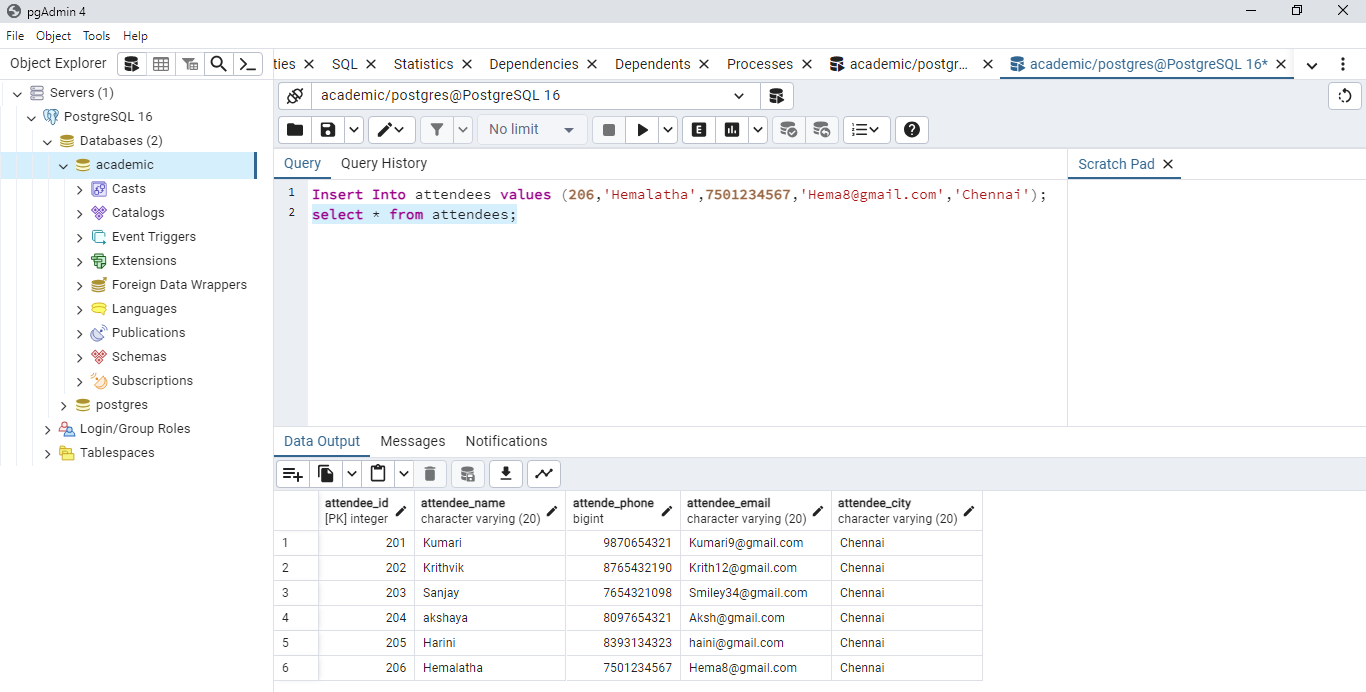 pgAdmin 4
File Object Tools Help
Object Explorer
ties SQL Statistics Dependencies Dependents Processes academic/postgr... academic/postgres@PostgreSQL 16*
Servers (1)
PostgreSQL 16
Databases (2)
academic
Casts
Catalogs
Event Triggers
Extensions
Foreign Data Wrappers
Languages
Publications
Schemas
Subscriptions
postgres
Login/Group Roles
Tablespaces
academic/postgres@PostgreSQL 16
No limit E
Query Query History
Scratch Pad
1 Insert Into attendees values (206,'Hemalatha',7501234567,'Hema8@gmail.com','Chennai');
2 select * from attendees;
Data Output Messages Notifications
attendee_id attendee_name attende_phone attendee_email attendee_city
[PK] integer character varying (20) bigint character varying (20) character varying (20)
1 201 Kumari 9870654321 Kumari9@gmail.com Chennai
2 202 Krithvik 8765432190 Krith12@gmail.com Chennai
3 203 Sanjay 7654321098 Smiley34@gmail.com Chennai
4 204 akshaya 8097654321 Aksh@gmail.com Chennai
5 205 Harini 8393134323 haini@gmail.com Chennai
6 206 Hemalatha 7501234567 Hema8@gmail.com Chennai